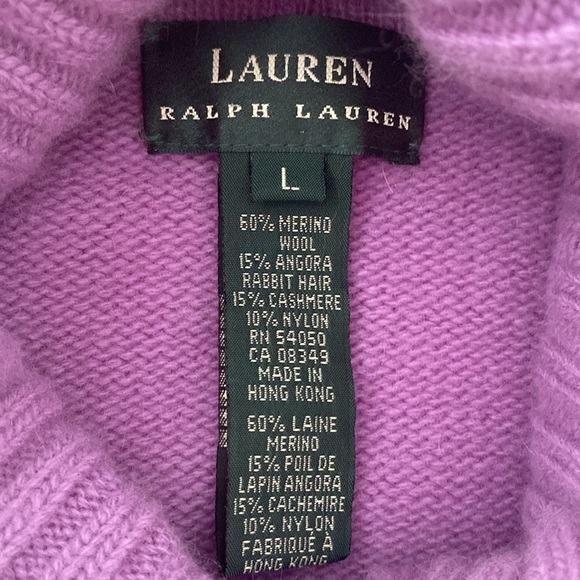 LAUREN
RALPH LAUREN
L
60% MERINO
WOOL
15% ANGORA
RABBIT HAIR
15% CASHMERE
10% NYLON
RN 54050
CA 08349
MADE IN
HONG KONG
60% LAINE
MERINO
15% POIL DE
LAPIN ANGORA
15% CACHEMIRE
10% NYLON
FABRIQUÉ À
HONG KONG